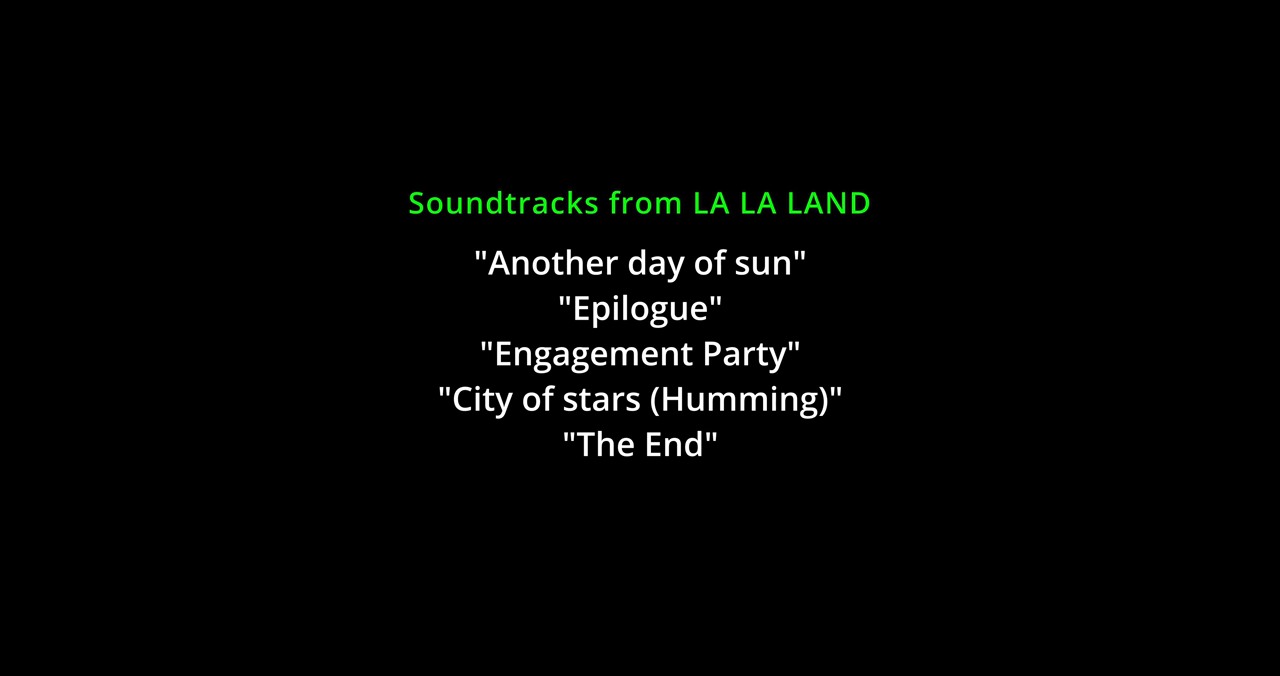 Soundtracks from LA LA LAND
"Another day of sun"
"Epilogue"
"Engagement Party"
"City of stars (Humming)"
"The End"